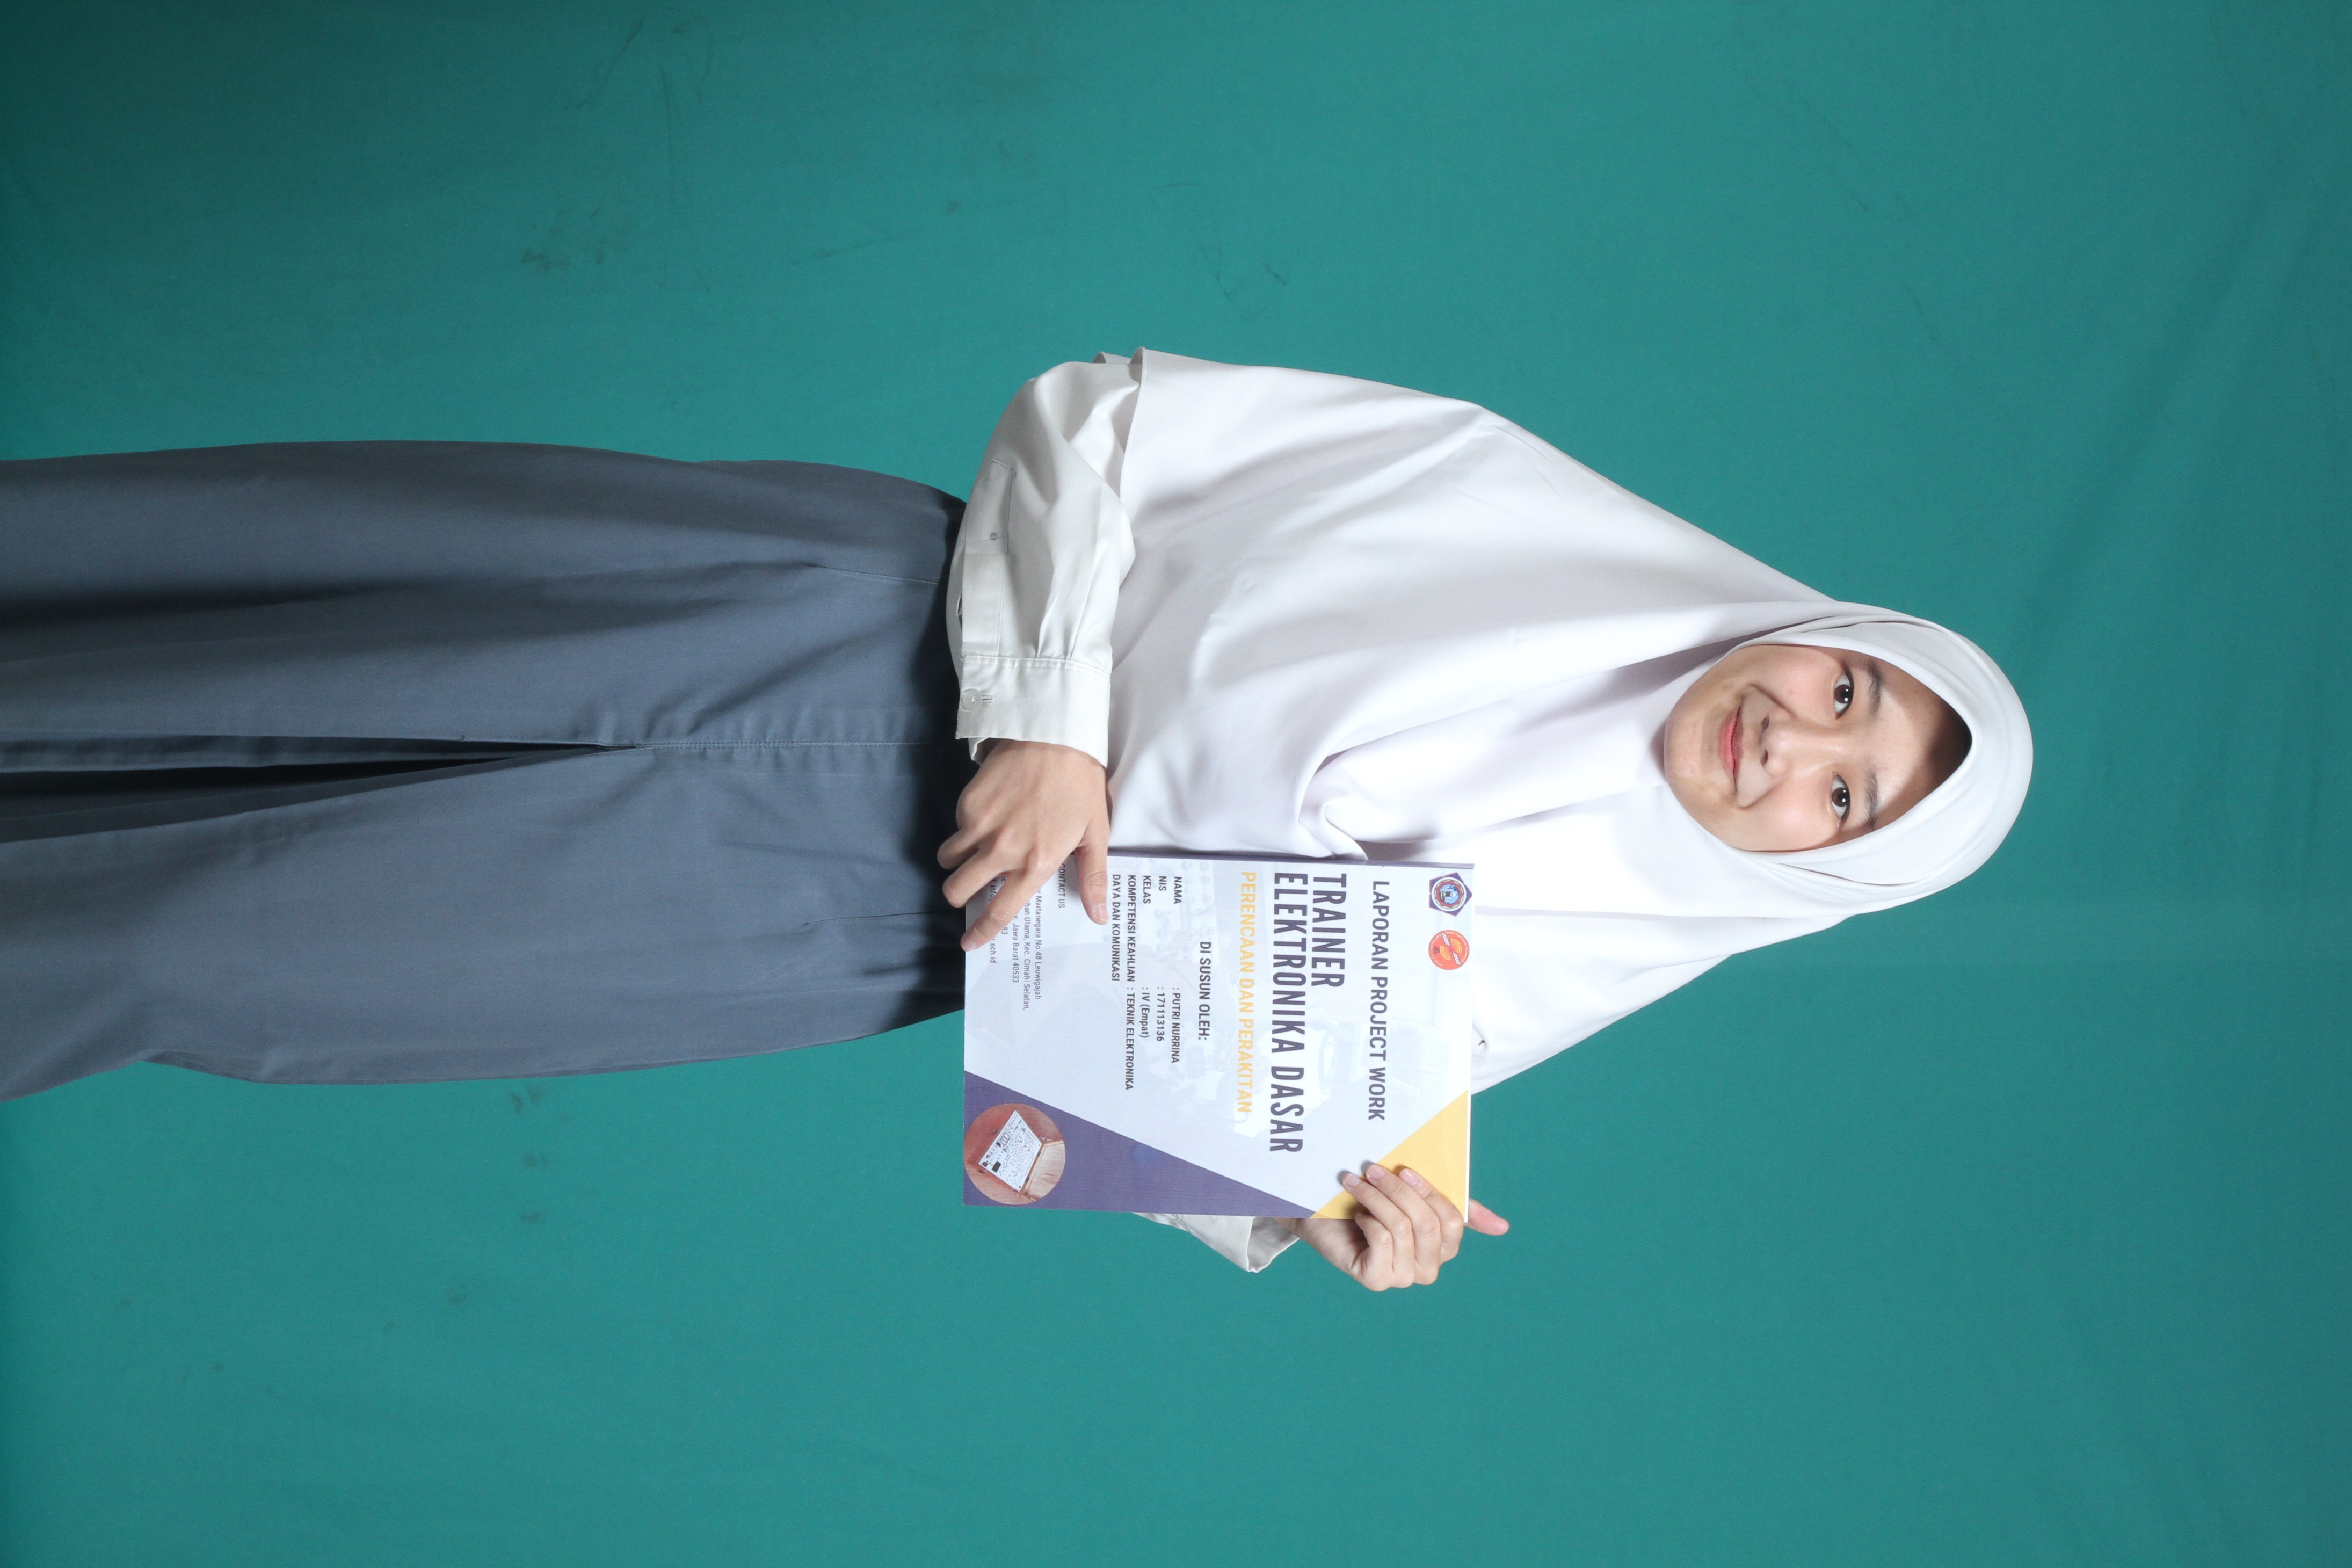 LAPORAN PROJECT WORK
TRAINER
ELEKTRONIKA DASAR
PERENCAAN DAN PERAKITAN
DI SUSUN OLEH:
NAMA : PUTRI NURRINA
NIS : 171113136
KELAS : IV (Empat)
KOMPETENSI KEAHLIAN : TEKNIK ELEKTRONIKA
DAYA DAN KOMUNIKASI
CONTACT US
Martanegara No.48 Leuwigajah
Utama, Kec. Cimahi Selatan,
Jawa Barat 40533